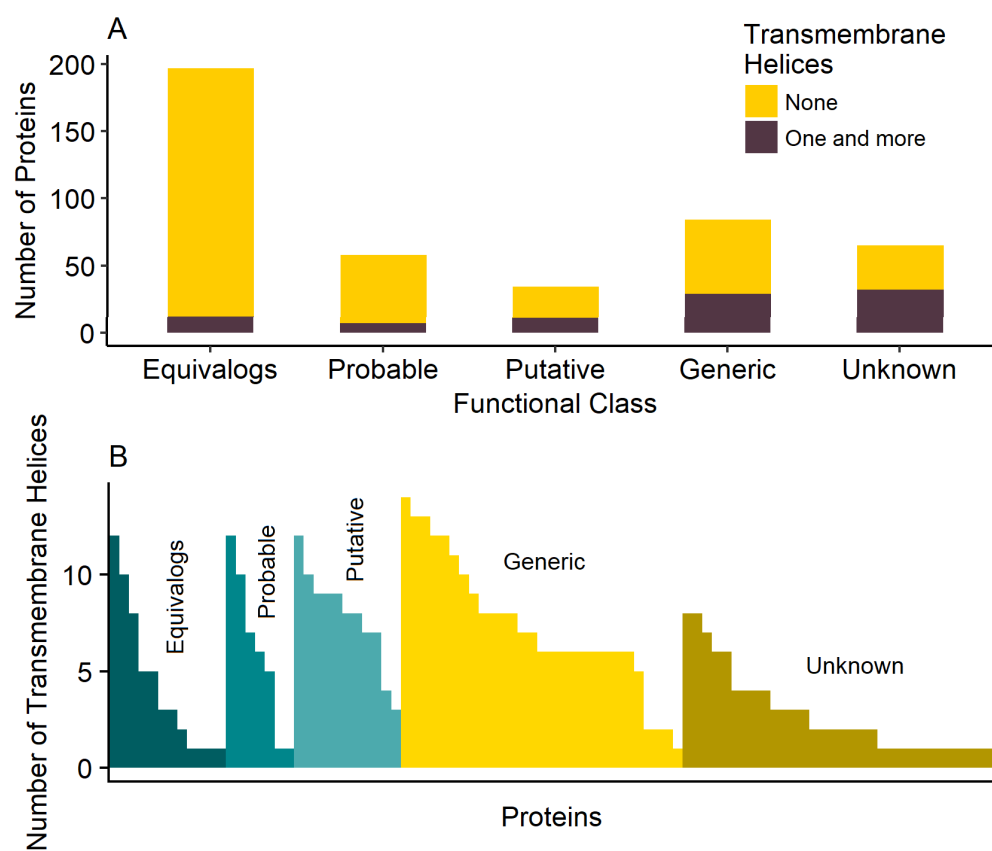 A
Transmembrane
Helices
None
One and more
Number of Proteins
200
150
100
50
0
Equivalogs
Probable
Putative
Generic
Unknown
Functional Class
B
Number of Transmembrane Helices
10
5
0
Equivalogs
Probable
Putative
Generic
Unknown
Proteins